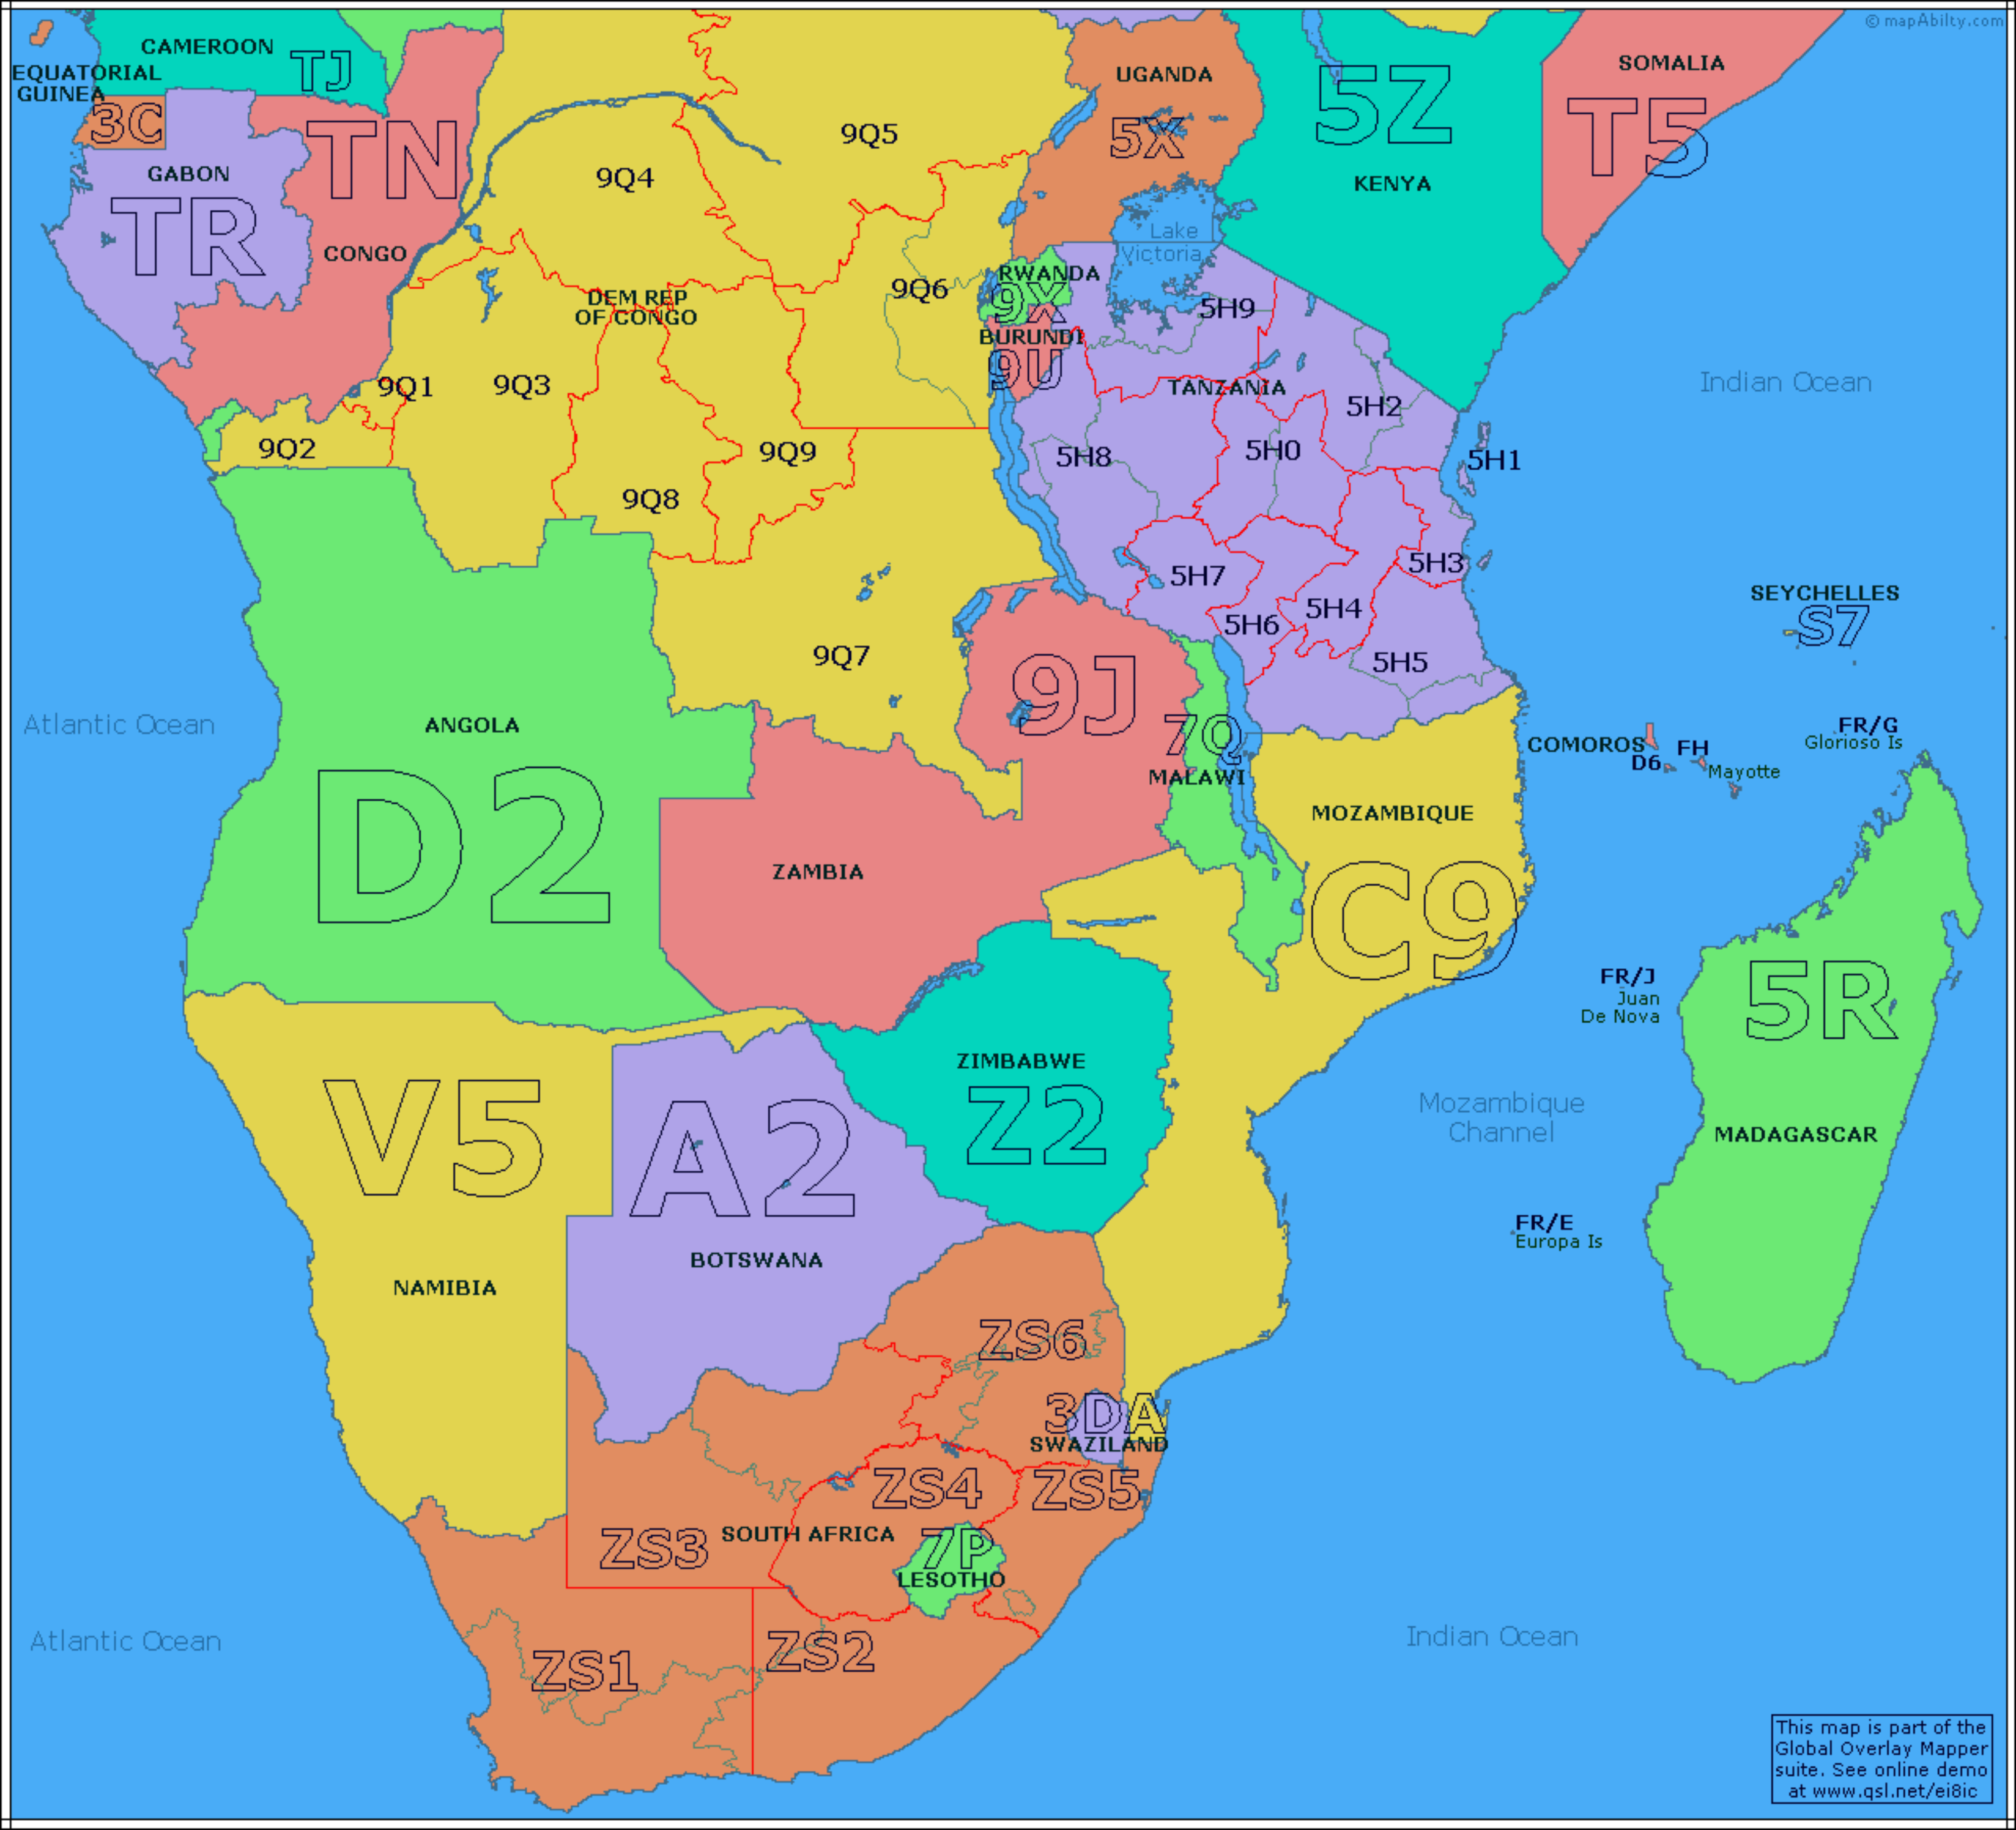 © mapAbilty.com
CAMEROON
TJ
EQUATORIAL
GUINEA
3C
UGANDA
5X
5Z
KENYA
SOMALIA
T5
9Q5
9Q4
TN
GABON
TR
CONGO
Lake
Victoria
RWANDA
9X
9Q6
DEM REP
OF CONGO
5H9
BURUNDI
9U
9Q1
9Q3
TANZANIA
5H2
Indian Ocean
9Q2
9Q9
5H8
5H0
5H1
9Q8
5H3
5H7
5H4
5H6
SEYCHELLES
S7
9Q7
5H5
9J
Atlantic Ocean
ANGOLA
D2
7Q
MALAWI
COMOROS
D6
FH
Mayotte
FR/G
Glorioso Is
MOZAMBIQUE
C9
ZAMBIA
FR/J
Juan
De Nova
5R
ZIMBABWE
Z2
V5
A2
Mozambique
Channel
MADAGASCAR
FR/E
Europa Is
BOTSWANA
NAMIBIA
ZS6
3DA
SWAZILAND
ZS4
ZS5
ZS3
SOUTH AFRICA
7P
LESOTHO
Atlantic Ocean
Indian Ocean
ZS1
ZS2
This map is part of the
Global Overlay Mapper
suite. See online demo
at www.qsl.net/ei8ic